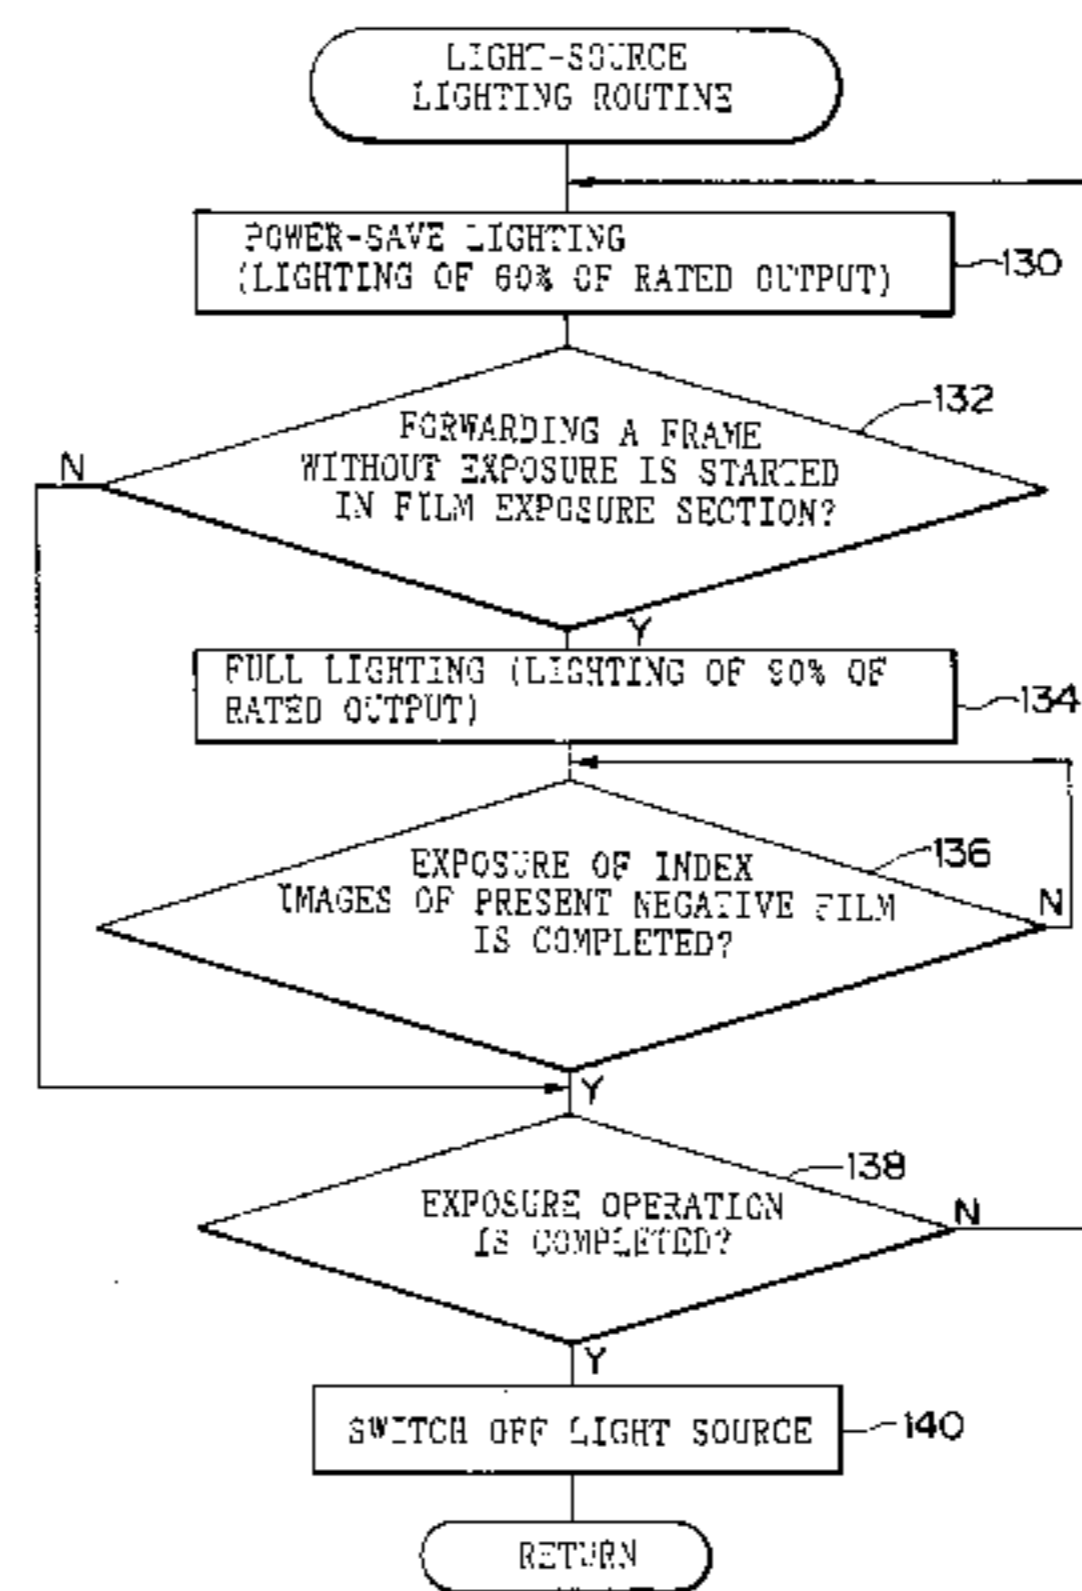 LIGHT-SOURCE
LIGHTING ROUTINE
POWER-SAVE LIGHTING
(LIGHTING OF 60% OF RATED OUTPUT)
130
132
FORWARDING A FRAME
WITHOUT EXPOSURE IS STARTED
IN FILM EXPOSURE SECTION?
N
Y
FULL LIGHTING (LIGHTING OF 90% OF
RATED OUTPUT)
134
136
EXPOSURE OF INDEX
IMAGES OF PRESENT NEGATIVE FILM
IS COMPLETED?
N
Y
138
EXPOSURE OPERATION
IS COMPLETED?
N
Y
SWITCH OFF LIGHT SOURCE
140
RETURN